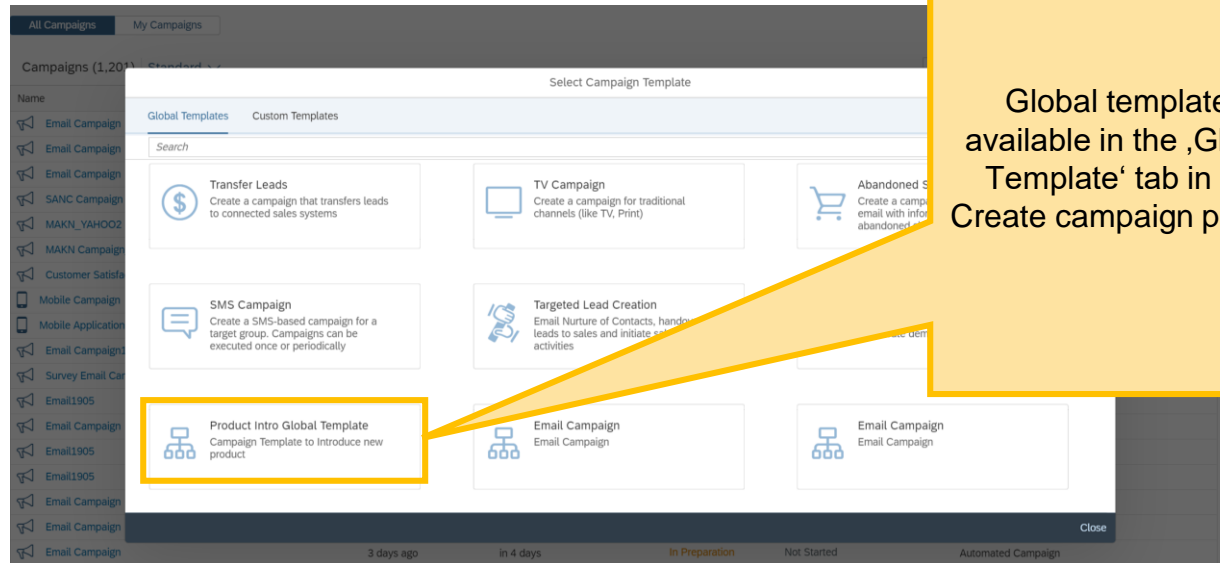 All Campaigns
My Campaigns
Campaigns (1,201)
Standard
Name
Email Campaign
Email Campaign
Email Campaign
SANC Campaign
MAKN_YAHOO2
MAKN Campaign
Customer
Mobile Campaign
Mobile Application
Email Campaign1
Survey Email
Email1905
Email Campaign
Email1905
Email1905
Email Campaign
Email Campaign
Email Campaign
3 days ago
in 4 days
In Preparation
Not Started
Automated Campaign
Select Campaign Template
Global Templates
Custom Templates
Search
Transfer Leads
Create a campaign that transfers leads
to connected sales systems
TV Campaign
Create a campaign for traditional
channels (like TV, Print)
Abandoned
Create a
email with
abandoned
SMS Campaign
Create a SMS-based campaign for a
target group. Campaigns can be
executed once or periodically
Targeted Lead Creation
Email Nurture of Contacts,
leads to sales and initiate
activities
Product Intro Global Template
Campaign Template to Introduce new
product
Email Campaign
Email Campaign
Email Campaign
Email Campaign
Close
Global
available in the
Template‘ tab in
Create campaign